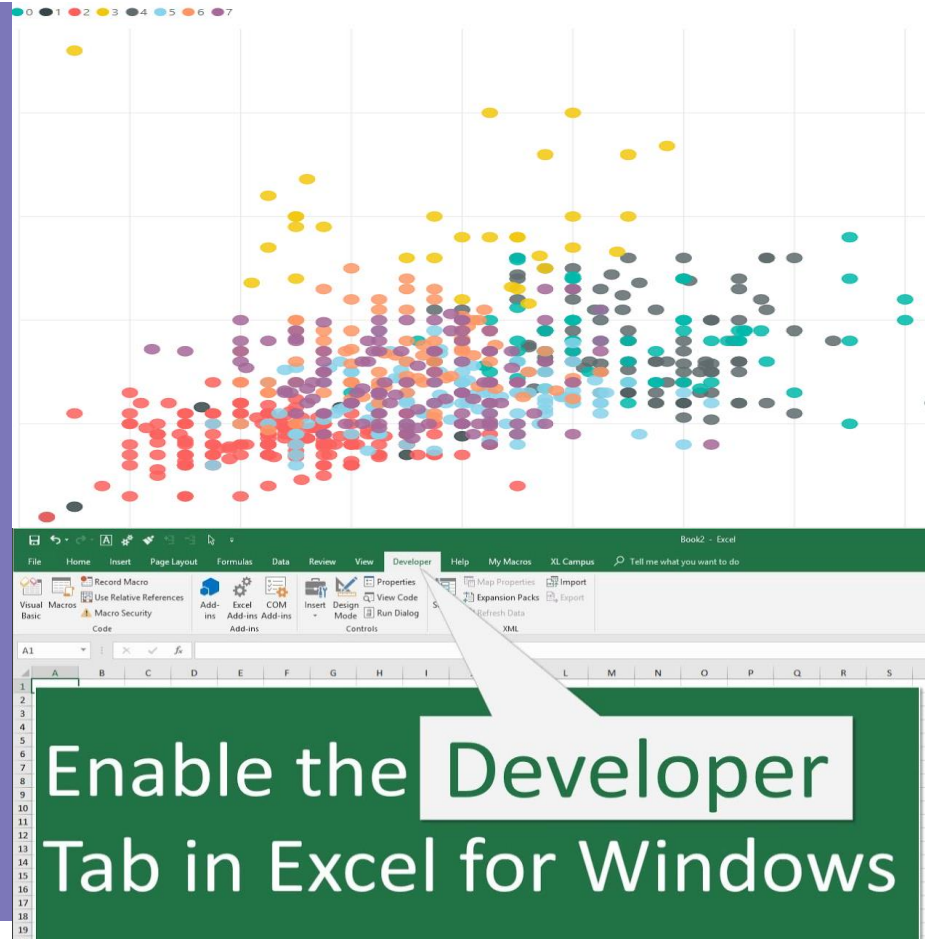 0 1 2 3 4 5 6 7
Book2 - Excel
File Home Insert Page Layout Formulas Data Review View Developer Help My Macros XL Campus Tell me what you want to do
Visual Basic
Macros
Record Macro
Use Relative References
Macro Security
Code
Add-ins
Excel Add-ins
COM Add-ins
Add-ins
Insert
Design Mode
Properties
View Code
Run Dialog
Controls
Map Properties
Expansion Packs
Refresh Data
Import
Export
XML
A1
fx
A B C D E F G H I L M N O P Q R S
1
2
3
4
5
6
7
8
9
10
11
12
13
14
15
16
17
18
19
Enable the Developer
Tab in Excel for Windows